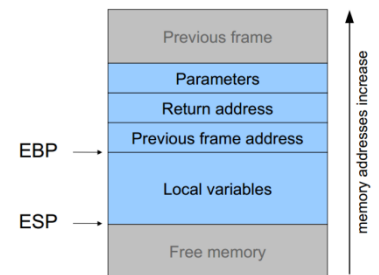 Previous frame
Parameters
Return address
Previous frame address
EBP
Local variables
ESP
Free memory
memory addresses increase